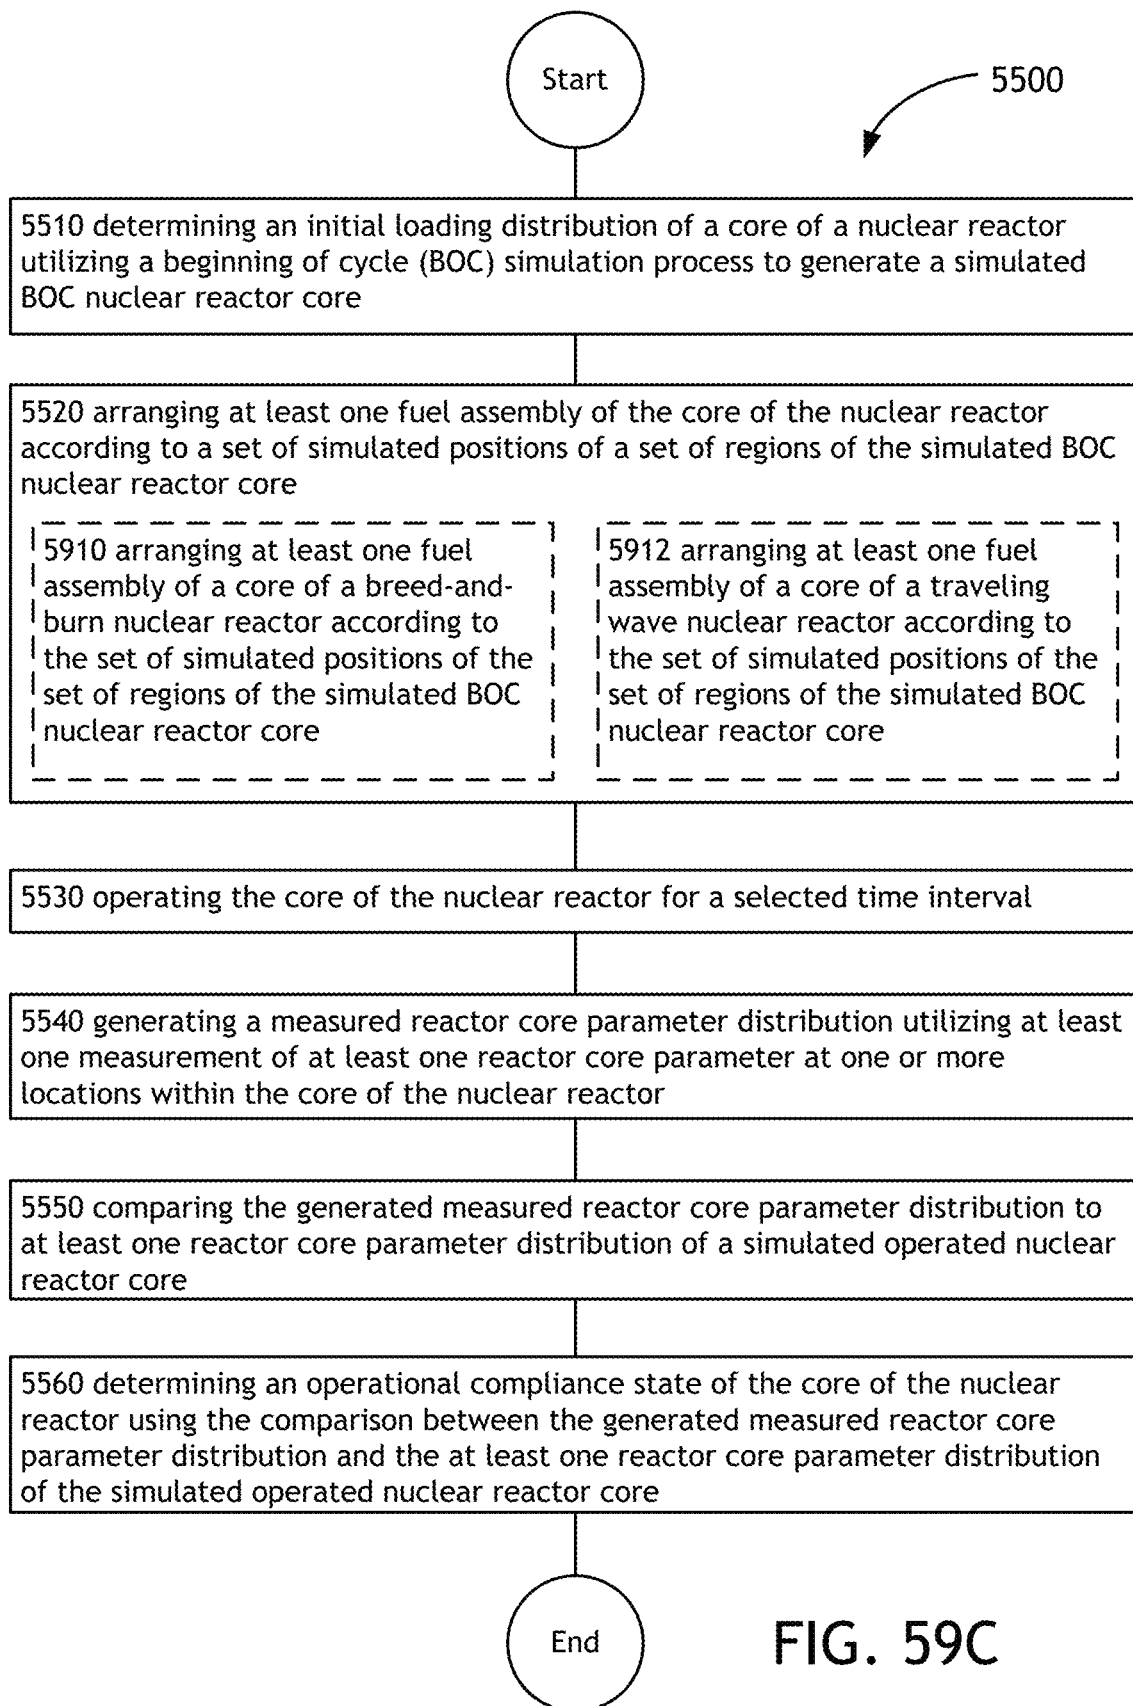 Start
5500
5510 determining an initial loading distribution of a core of a nuclear reactor
utilizing a beginning of cycle (BOC) simulation process to generate a simulated
BOC nuclear reactor core
5520 arranging at least one fuel assembly of the core of the nuclear reactor
according to a set of simulated positions of a set of regions of the simulated BOC
nuclear reactor core
5910 arranging at least one fuel
assembly of a core of a breed-and-
burn nuclear reactor according to
the set of simulated positions of the
set of regions of the simulated BOC
nuclear reactor core
5912 arranging at least one fuel
assembly of a core of a traveling
wave nuclear reactor according to
the set of simulated positions of the
set of regions of the simulated BOC
nuclear reactor core
5530 operating the core of the nuclear reactor for a selected time interval
5540 generating a measured reactor core parameter distribution utilizing at least
one measurement of at least one reactor core parameter at one or more
locations within the core of the nuclear reactor
5550 comparing the generated measured reactor core parameter distribution to
at least one reactor core parameter distribution of a simulated operated nuclear
reactor core
5560 determining an operational compliance state of the core of the nuclear
reactor using the comparison between the generated measured reactor core
parameter distribution and the at least one reactor core parameter distribution
of the simulated operated nuclear reactor core
End
FIG. 59C